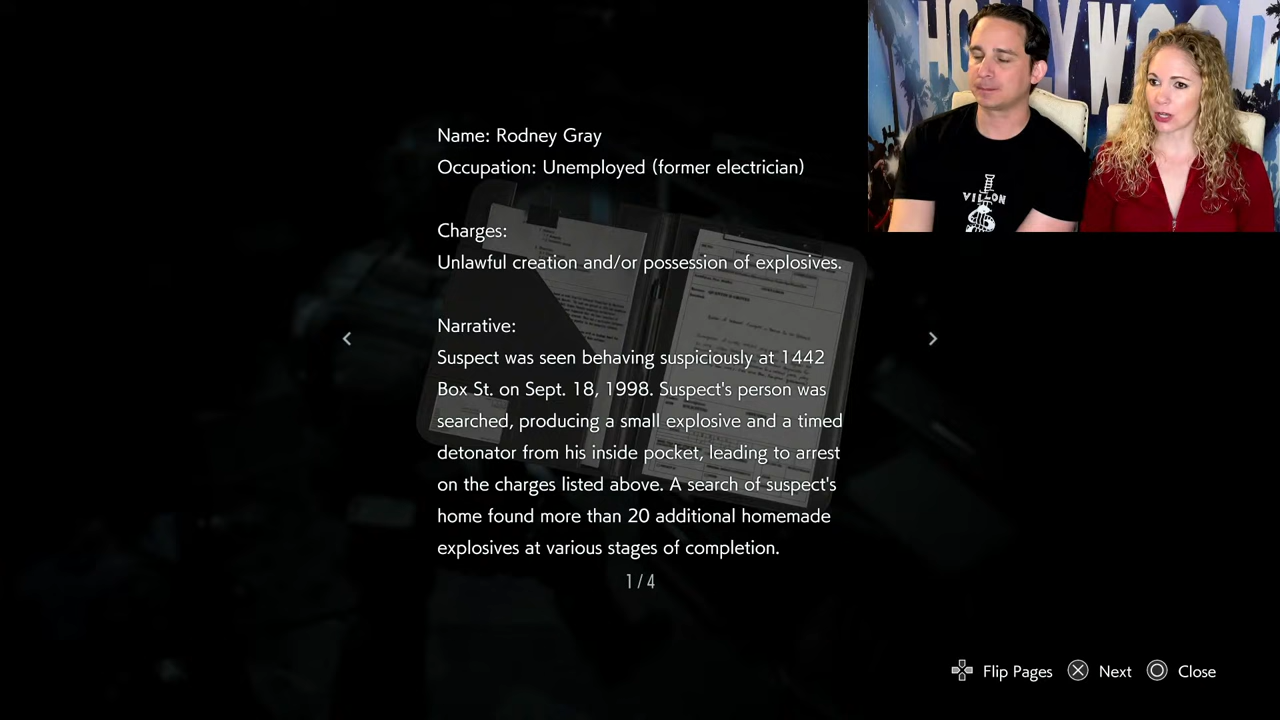 HOLLYWOOD
VILLON
Name: Rodney Gray
Occupation: Unemployed (former electrician)
Charges:
Unlawful creation and/or possession of explosives.
Narrative:
Suspect was seen behaving suspiciously at 1442
Box St. on Sept. 18, 1998. Suspect's person was
searched, producing a small explosive and a timed
detonator from his inside pocket, leading to arrest
on the charges listed above. A search of suspect's
home found more than 20 additional homemade
explosives at various stages of completion.
1 / 4
Flip Pages Next Close